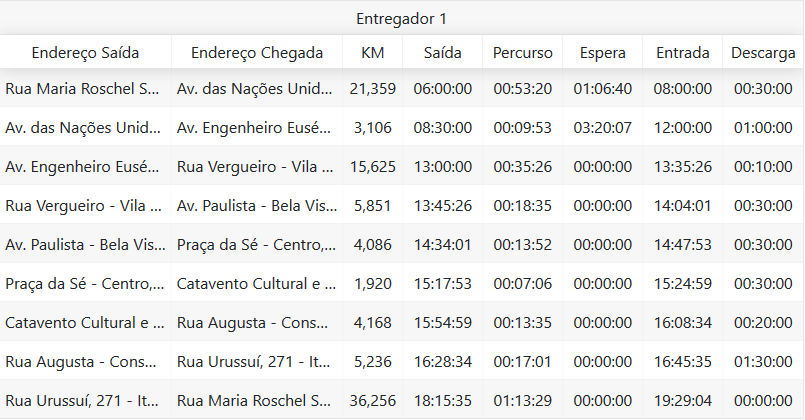 Entregador 1
Endereço Saída Endereço Chegada KM Saída Percurso Espera Entrada Descarga
Rua Maria Roschel S... Av. das Nações Unid... 21,359 06:00:00 00:53:20 01:06:40 08:00:00 00:30:00
Av. das Nações Unid... Av. Engenheiro Eusé... 3,106 08:30:00 00:09:53 03:20:07 12:00:00 01:00:00
Av. Engenheiro Eusé... Rua Vergueiro - Vila ... 15,625 13:00:00 00:35:26 00:00:00 13:35:26 00:10:00
Rua Vergueiro - Vila ... Av. Paulista - Bela Vis... 5,851 13:45:26 00:18:35 00:00:00 14:04:01 00:30:00
Av. Paulista - Bela Vis... Praça da Sé - Centro,... 4,086 14:34:01 00:13:52 00:00:00 14:47:53 00:30:00
Praça da Sé - Centro,... Catavento Cultural e ... 1,920 15:17:53 00:07:06 00:00:00 15:24:59 00:30:00
Catavento Cultural e ... Rua Augusta - Cons... 4,168 15:54:59 00:13:35 00:00:00 16:08:34 00:20:00
Rua Augusta - Cons... Rua Urussuí, 271 - It... 5,236 16:28:34 00:17:01 00:00:00 16:45:35 01:30:00
Rua Urussuí, 271 - It... Rua Maria Roschel S... 36,256 18:15:35 01:13:29 00:00:00 19:29:04 00:00:00